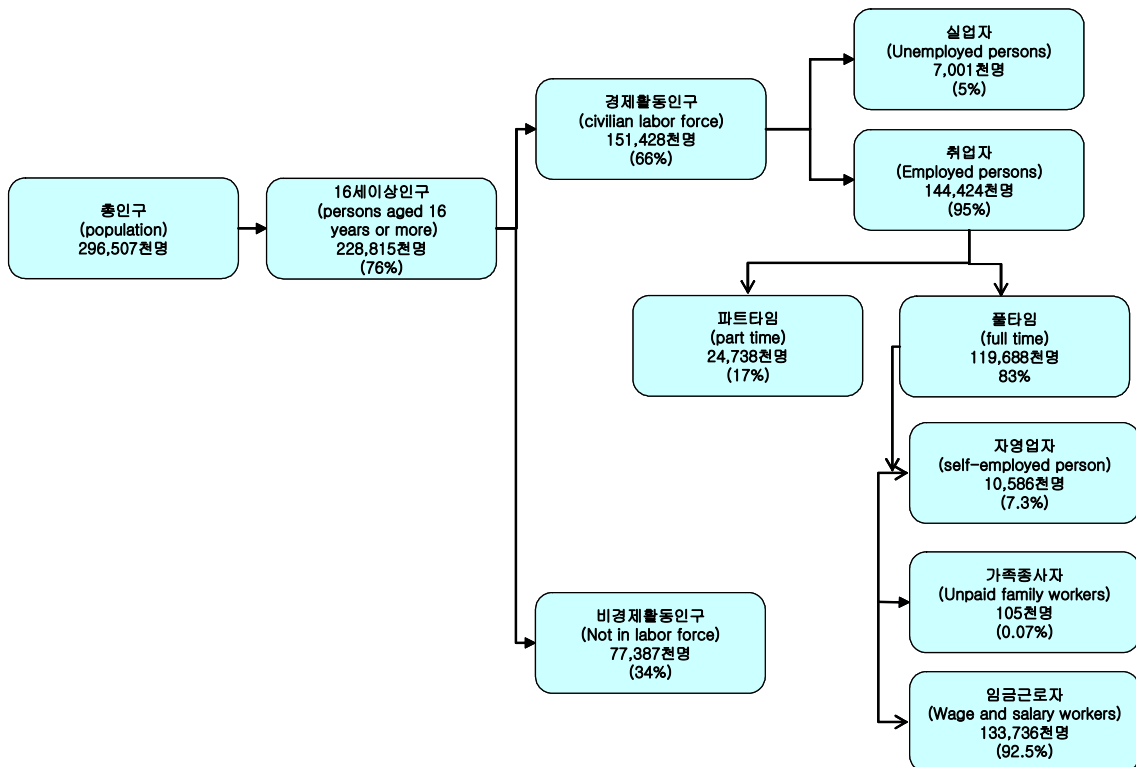 실업자
(Unemployed persons)
7,001천명
(5%)
경제활동인구
(civilian labor force)
151,428천명
(66%)
취업자
(Employed persons)
144,424천명
(95%)
총인구
(population)
296,507천명
16세이상인구
(persons aged 16
years or more)
228,815천명
(76%)
파트타임
(part time)
24,738천명
(17%)
풀타임
(full time)
119,688천명
83%
자영업자
(self-employed person)
10,586천명
(7.3%)
가족종사자
(Unpaid family workers)
105천명
(0.07%)
비경제활동인구
(Not in labor force)
77,387천명
(34%)
임금근로자
(Wage and salary workers)
133,736천명
(92.5%)